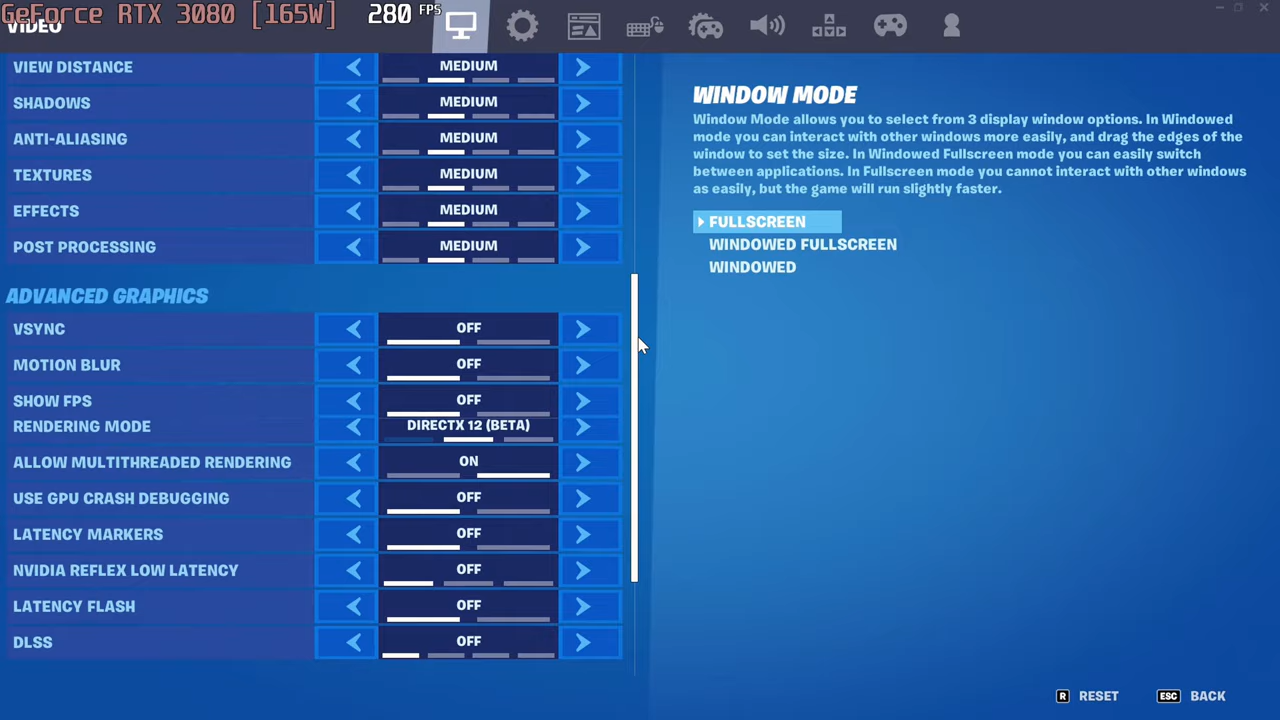 GeForce RTX 3080 [165W] 280 FPS
VIDEO
VIEW DISTANCE MEDIUM
SHADOWS MEDIUM
ANTI-ALIASING MEDIUM
TEXTURES MEDIUM
EFFECTS MEDIUM
POST PROCESSING MEDIUM
ADVANCED GRAPHICS
VSYNC OFF
MOTION BLUR OFF
SHOW FPS OFF
RENDERING MODE DIRECTX 12 (BETA)
ALLOW MULTITHREADED RENDERING ON
USE GPU CRASH DEBUGGING OFF
LATENCY MARKERS OFF
NVIDIA REFLEX LOW LATENCY OFF
LATENCY FLASH OFF
DLSS OFF
WINDOW MODE
Window Mode allows you to select from 3 display window options. In Windowed
mode you can interact with other windows more easily, and drag the edges of the
window to set the size. In Windowed Fullscreen mode you can easily switch
between applications. In Fullscreen mode you cannot interact with other windows
as easily, but the game will run slightly faster.
FULLSCREEN
WINDOWED FULLSCREEN
WINDOWED
R RESET ESC BACK